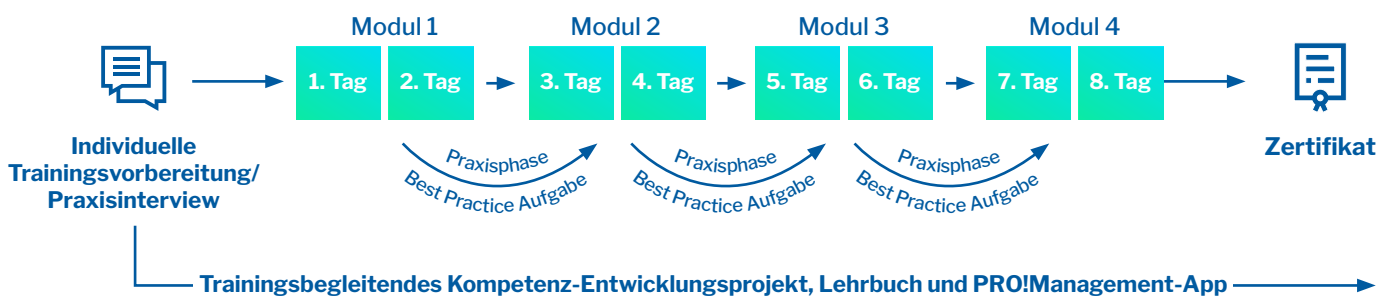 Modul 1
Modul 2
Modul 3
Modul 4
1. Tag
2. Tag
3. Tag
4. Tag
5. Tag
6. Tag
7. Tag
8. Tag
Individuelle
Trainingsvorbereitung/
Praxisinterview
Zertifikat
Praxisphase
Best Practice Aufgabe
Praxisphase
Best Practice Aufgabe
Praxisphase
Best Practice Aufgabe
Trainingsbegleitendes Kompetenz-Entwicklungsprojekt, Lehrbuch und PRO!Management-App